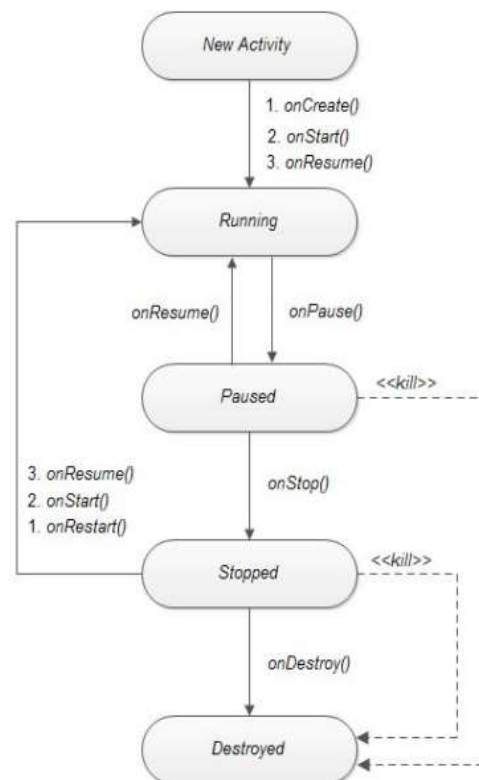 New Activity
1. onCreate()
2. onStart()
3. onResume()
Running
onResume()
onPause()
Paused
<<kill>>
onStop()
3. onResume()
2. onStart()
1. onRestart()
Stopped
<<kill>>
onDestroy()
Destroyed